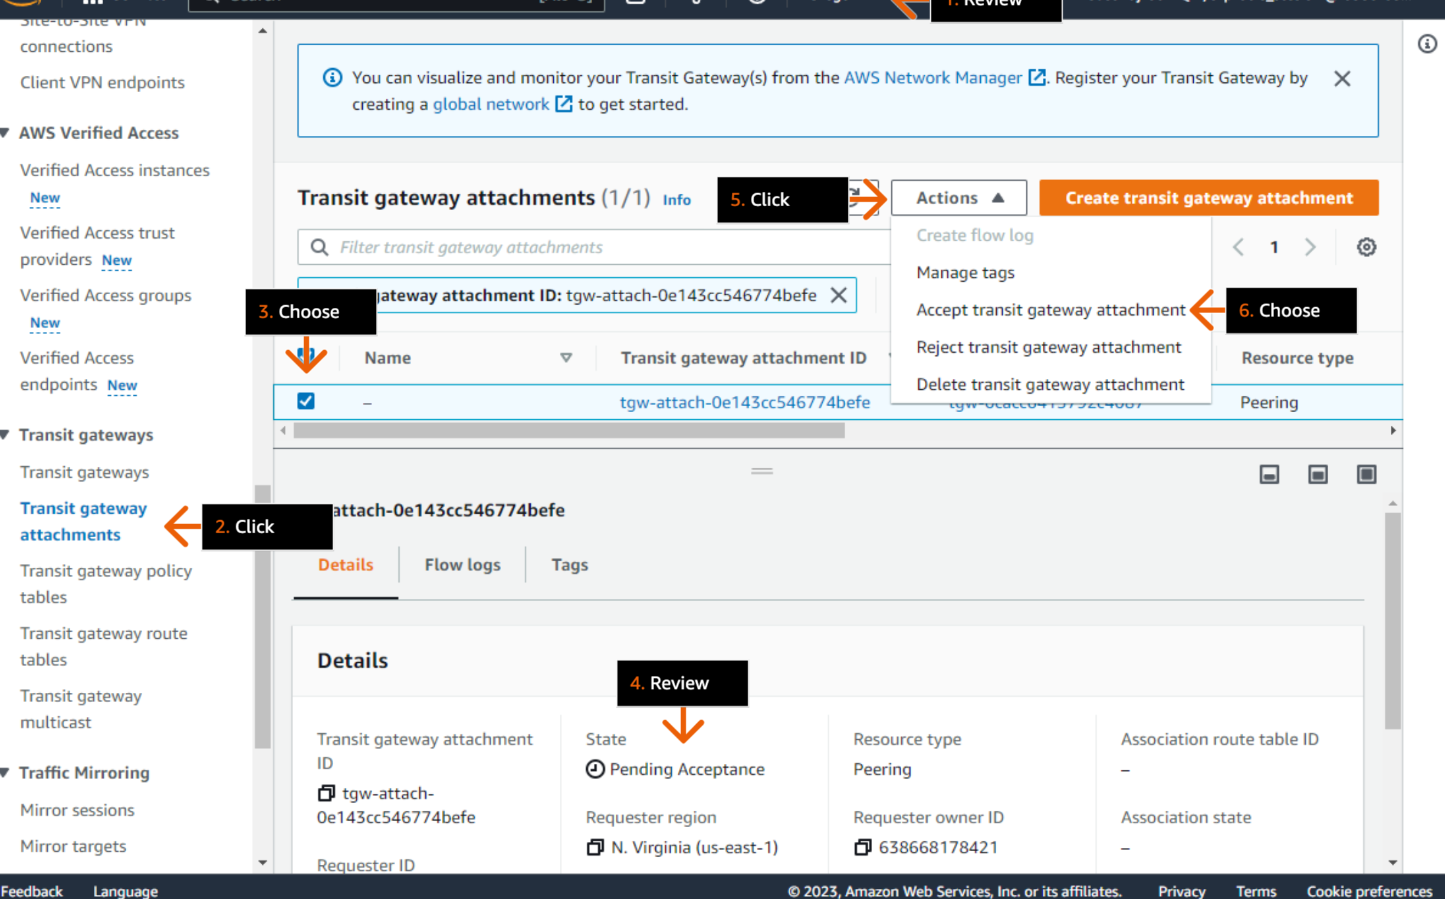 1. Review
Site-to-Site VPN
connections
Client VPN endpoints
AWS Verified Access
Verified Access instances
New
Verified Access trust
providers New
Verified Access groups
New
Verified Access
endpoints New
Transit gateways
Transit gateways
Transit gateway
attachments
2. Click
Transit gateway policy
tables
Transit gateway route
tables
Transit gateway
multicast
Traffic Mirroring
Mirror sessions
Mirror targets
You can visualize and monitor your Transit Gateway(s) from the AWS Network Manager. Register your Transit Gateway by
creating a global network to get started.
Transit gateway attachments (1/1) Info
5. Click
Actions
Create transit gateway attachment
Filter transit gateway attachments
1
Create flow log
Manage tags
Accept transit gateway attachment
6. Choose
Reject transit gateway attachment
Delete transit gateway attachment
3. Choose
gateway attachment ID: tgw-attach-0e143cc546774befe
Name
Transit gateway attachment ID
Resource type
–
tgw-attach-0e143cc546774befe
Peering
attach-0e143cc546774befe
Details
Flow logs
Tags
Details
4. Review
Transit gateway attachment
ID
tgw-attach-
0e143cc546774befe
Requester ID
State
Pending Acceptance
Requester region
N. Virginia (us-east-1)
Resource type
Peering
Requester owner ID
638668178421
Association route table ID
–
Association state
–
Feedback
Language
© 2023, Amazon Web Services, Inc. or its affiliates.
Privacy
Terms
Cookie preferences